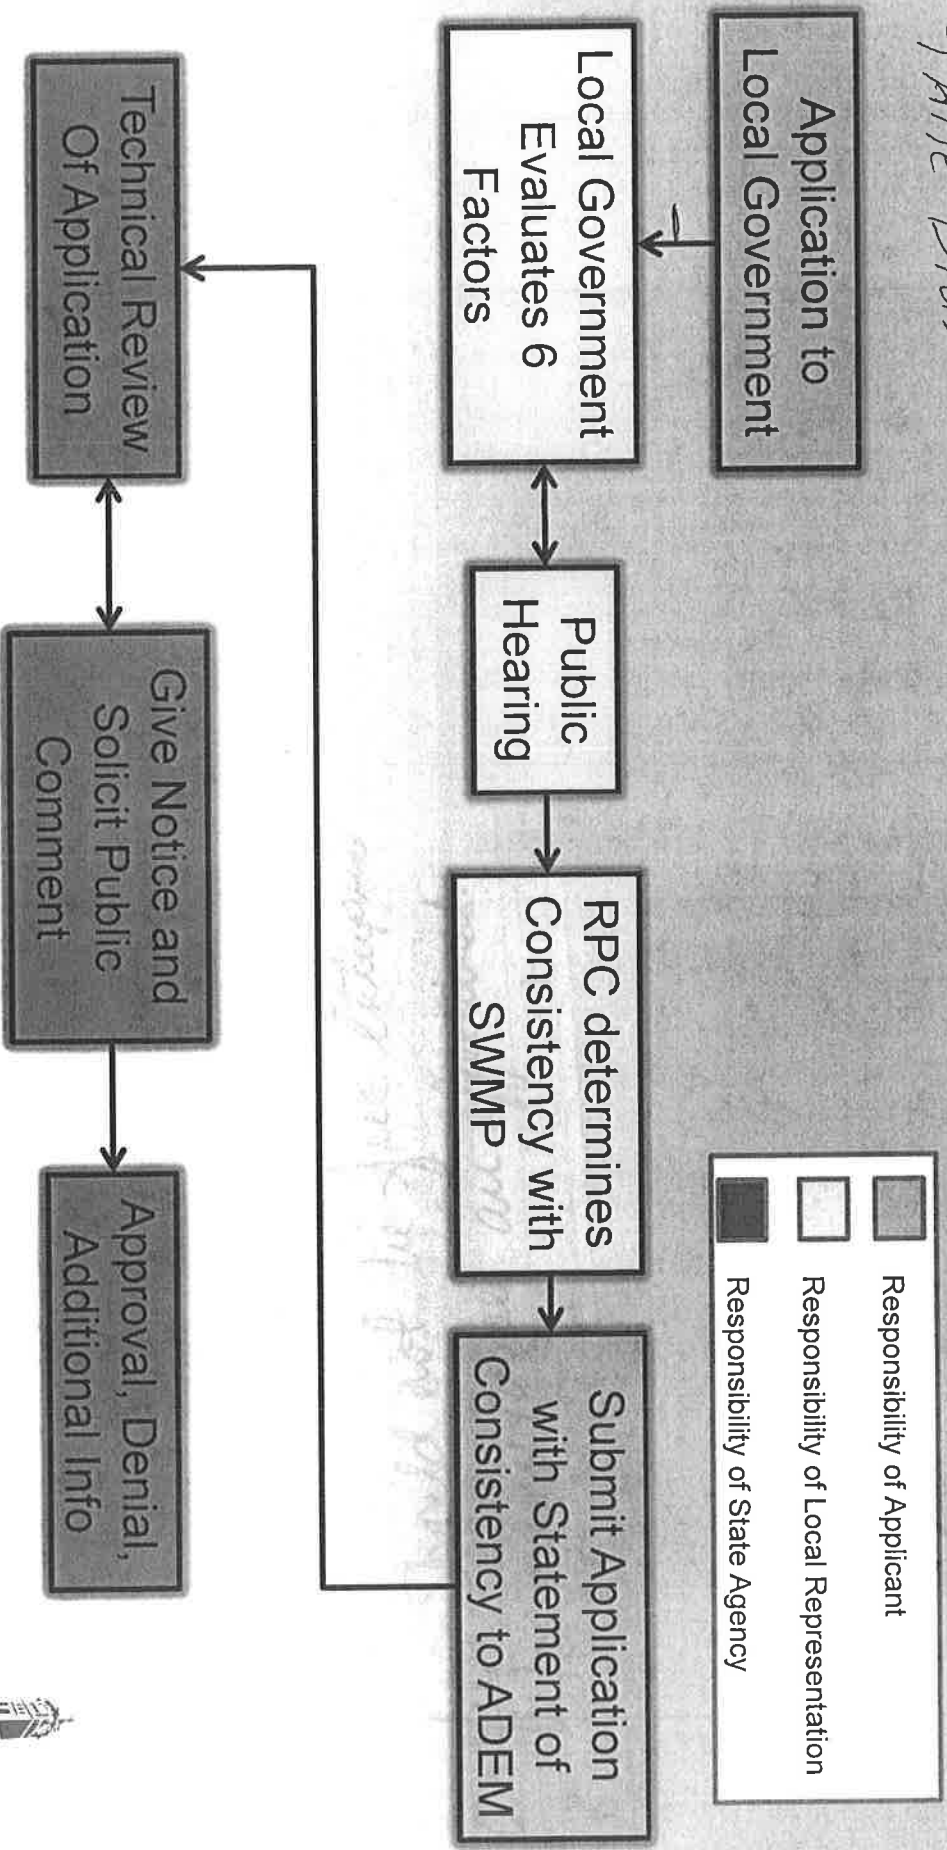 Application to
Local Government
Local Government
Evaluates 6
Factors
Public
Hearing
RPC determines
Consistency with
SWMP
Submit Application
with Statement of
Consistency to ADEM
Technical Review
Of Application
Give Notice and
Solicit Public
Comment
Approval, Denial,
Additional Info
Responsibility of Applicant
Responsibility of Local Representation
Responsibility of State Agency